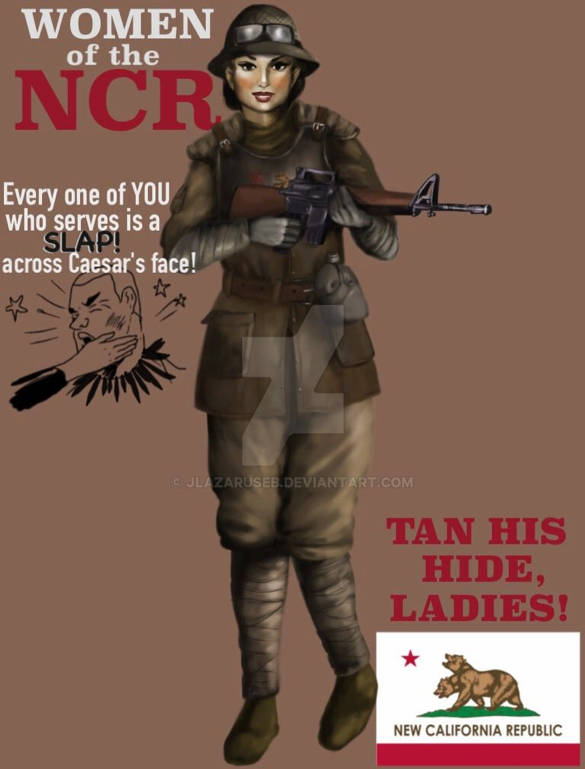 WOMEN
of the
NCR
Every one of YOU
who serves is a
SLAP!
across Caesar's face!
© JLAZARUSEB.DEVIANTART.COM
TAN HIS
HIDE,
LADIES!
NEW CALIFORNIA REPUBLIC